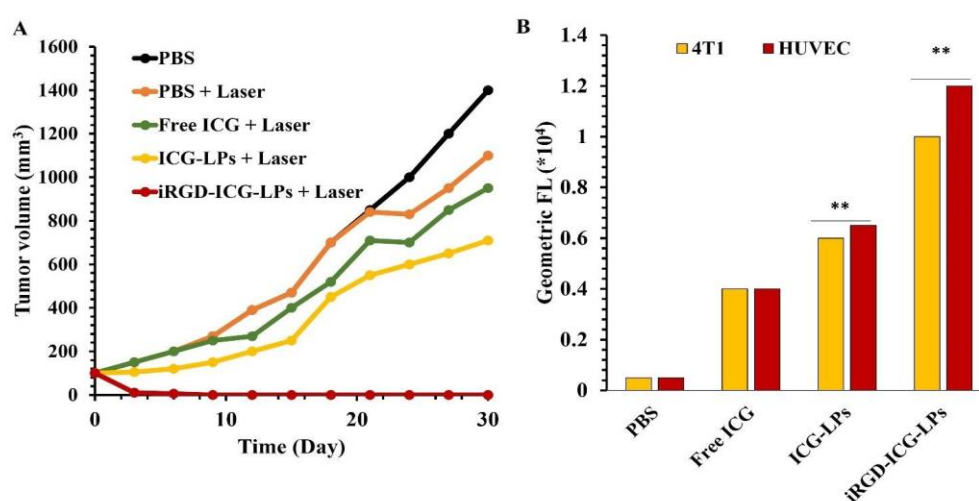 A
Tumor volume (mm³)
1600
1400
1200
1000
800
600
400
200
0
0
10
20
30
Time (Day)
PBS
PBS + Laser
Free ICG + Laser
ICG-LPs + Laser
iRGD-ICG-LPs + Laser
B
Geometric FL (*10⁴)
1.4
1.2
1
0.8
0.6
0.4
0.2
0
4T1
HUVEC
**
**
PBS
Free ICG
ICG-LPs
iRGD-ICG-LPs